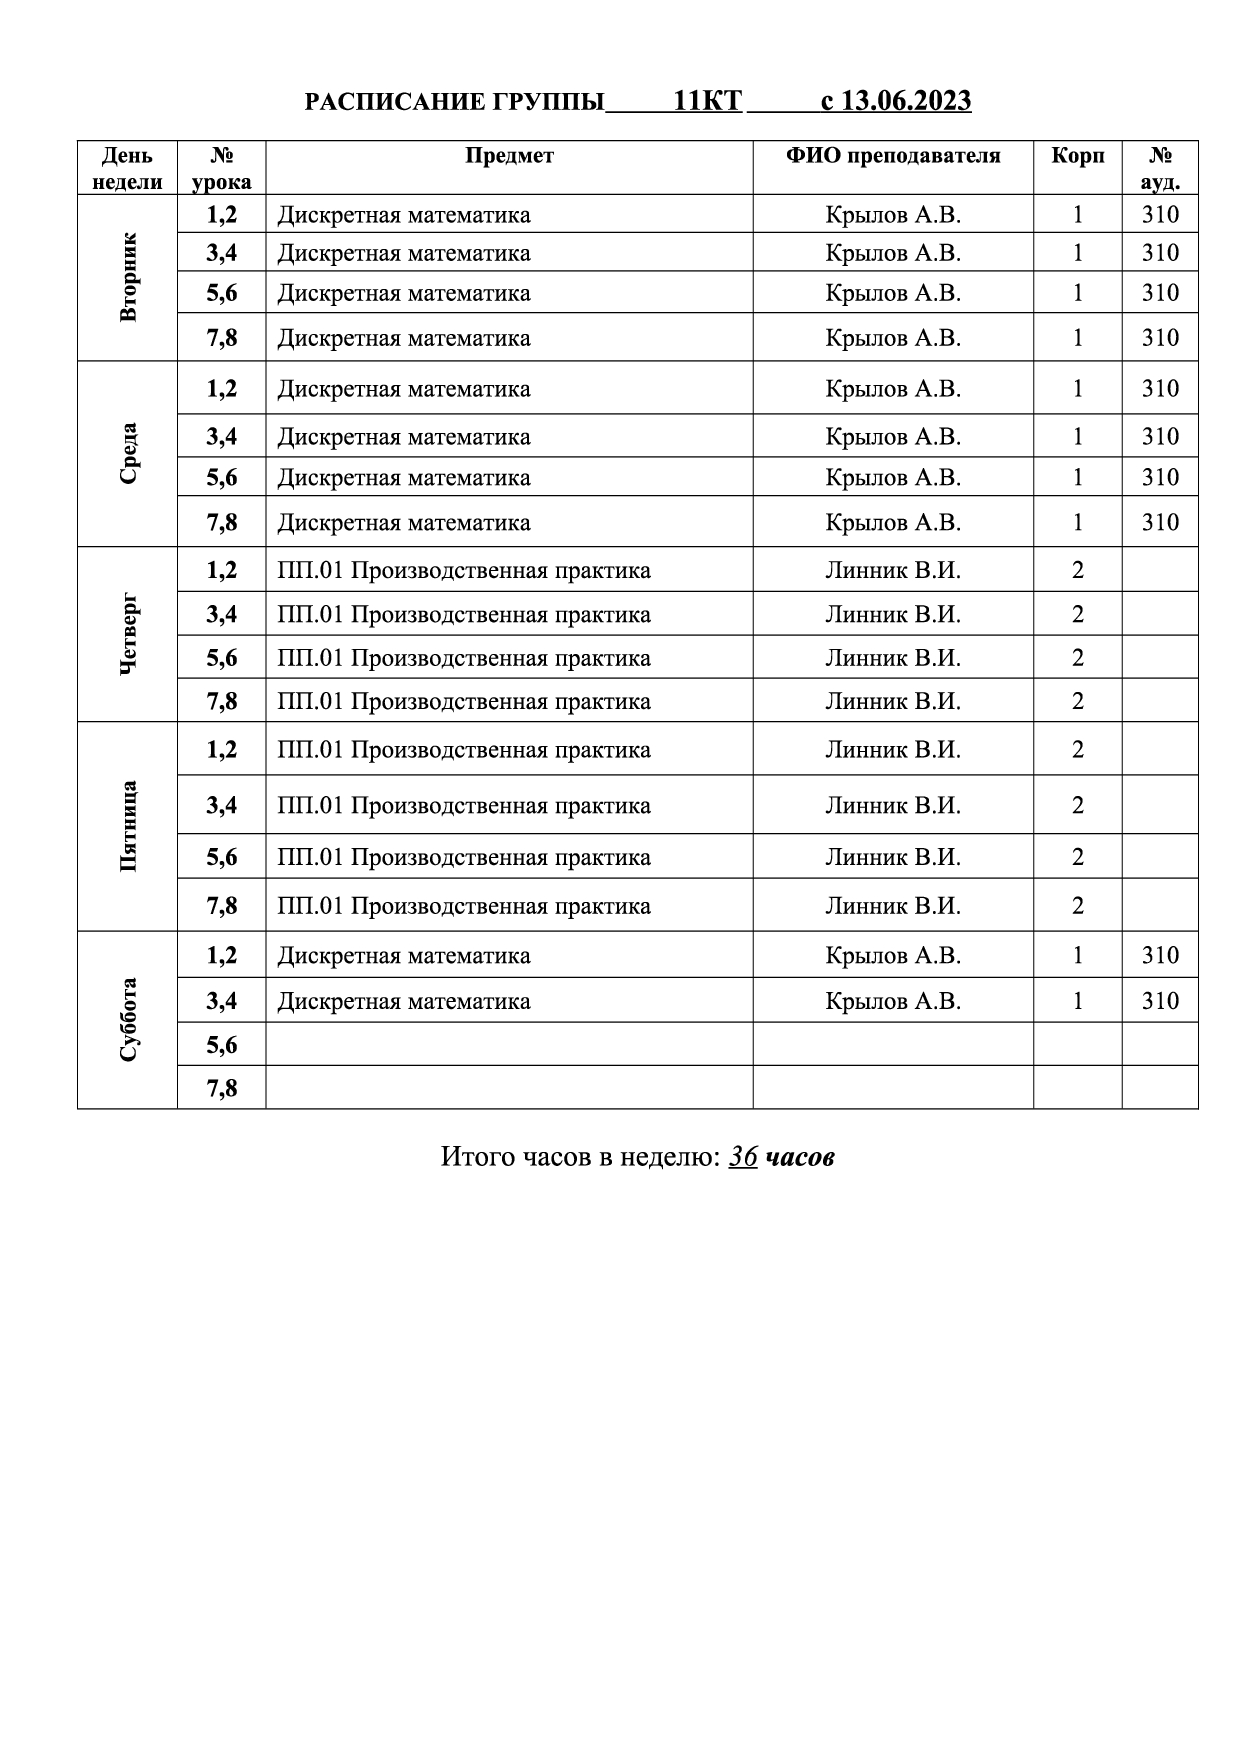 РАСПИСАНИЕ ГРУППЫ_____11КТ_____с 13.06.2023
День недели № урока Предмет ФИО преподавателя Корп № ауд.
Вторник
1,2 Дискретная математика Крылов А.В. 1 310
3,4 Дискретная математика Крылов А.В. 1 310
5,6 Дискретная математика Крылов А.В. 1 310
7,8 Дискретная математика Крылов А.В. 1 310
Среда
1,2 Дискретная математика Крылов А.В. 1 310
3,4 Дискретная математика Крылов А.В. 1 310
5,6 Дискретная математика Крылов А.В. 1 310
7,8 Дискретная математика Крылов А.В. 1 310
Четверг
1,2 ПП.01 Производственная практика Линник В.И. 2
3,4 ПП.01 Производственная практика Линник В.И. 2
5,6 ПП.01 Производственная практика Линник В.И. 2
7,8 ПП.01 Производственная практика Линник В.И. 2
Пятница
1,2 ПП.01 Производственная практика Линник В.И. 2
3,4 ПП.01 Производственная практика Линник В.И. 2
5,6 ПП.01 Производственная практика Линник В.И. 2
7,8 ПП.01 Производственная практика Линник В.И. 2
Суббота
1,2 Дискретная математика Крылов А.В. 1 310
3,4 Дискретная математика Крылов А.В. 1 310
5,6
7,8
Итого часов в неделю: 36 часов